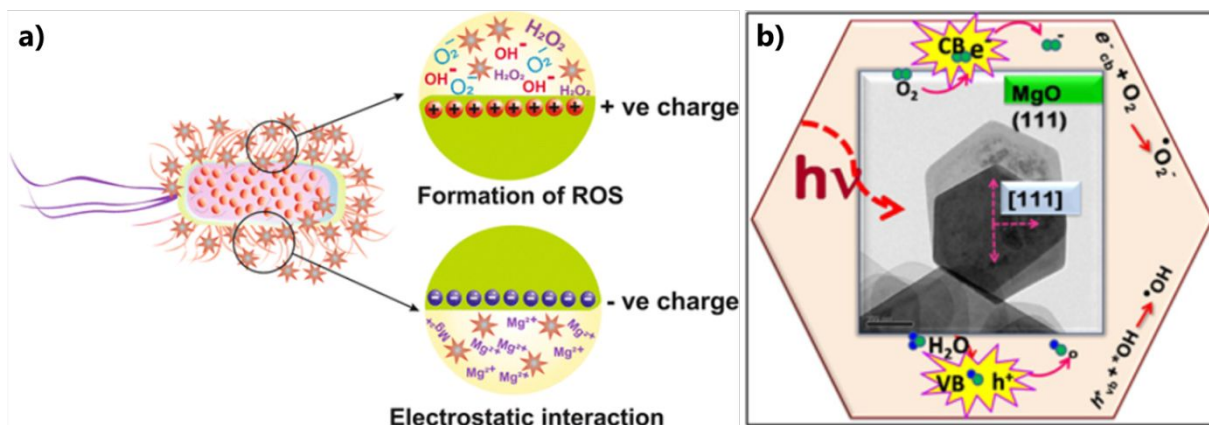 a)
O₂⁻ H₂O₂
OH⁻ O₂⁻
OH⁻ O₂⁻ H₂O₂ OH⁻ H₂O₂
+ + + + + + + +
+ ve charge
Formation of ROS
- - - - - - - -
- ve charge
Mg²⁺ Mg²⁺
Mg²⁺ Mg²⁺ Mg²⁺ Mg²⁺
Mg²⁺ Mg²⁺
Electrostatic interaction
b)
CB e⁻
O₂
MgO
(111)
hν
[111]
e⁻cb + O₂
•O₂⁻
H₂O
VB h⁺
h⁺vb + *OH
•OH